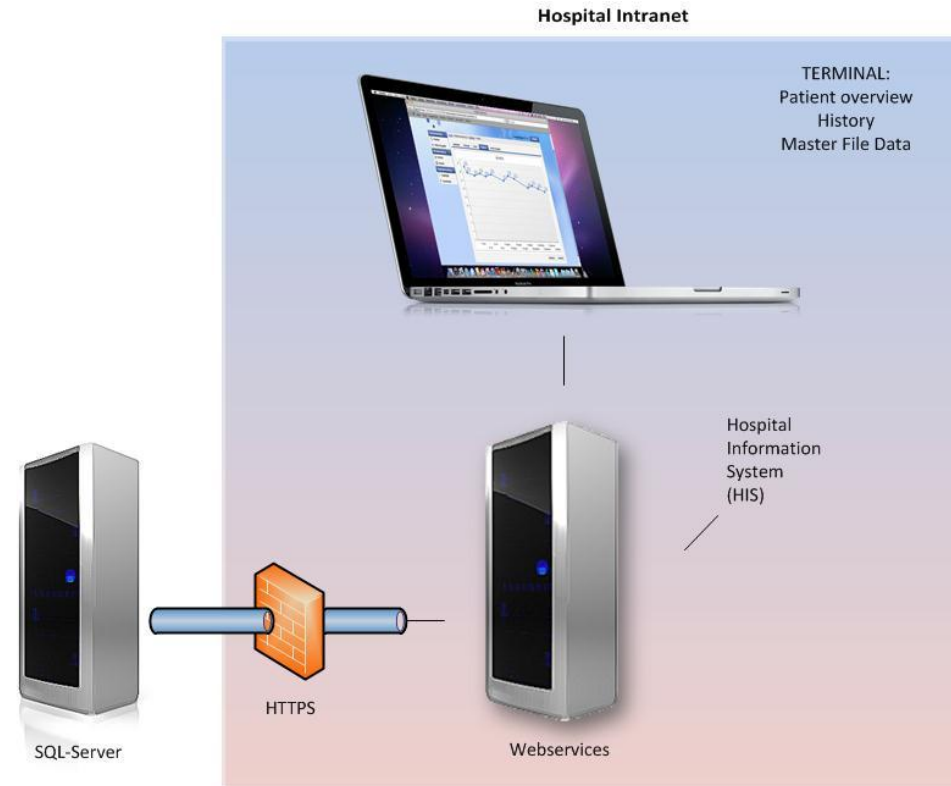 Hospital Intranet
TERMINAL:
Patient overview
History
Master File Data
Hospital
Information
System
(HIS)
HTTPS
SQL-Server
Webservices